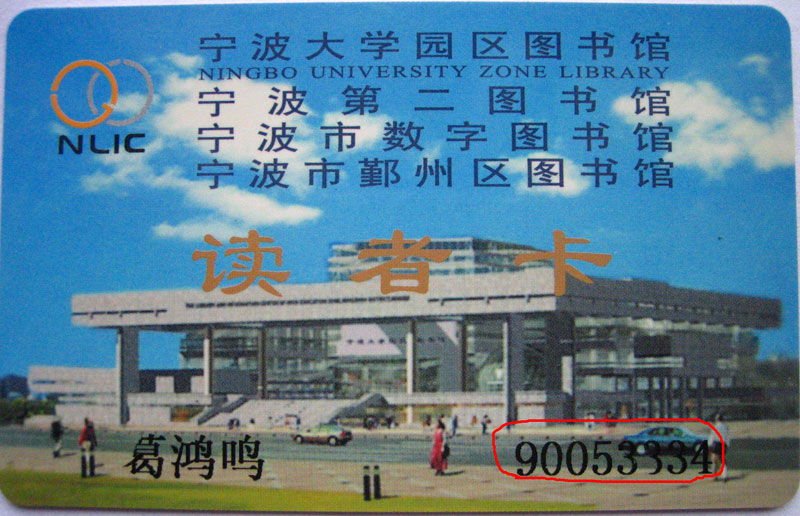 宁波大学园区图书馆
NINGBO UNIVERSITY ZONE LIBRARY
宁波第二图书馆
宁波市数字图书馆
宁波市鄞州区图书馆
NLIC
读者卡
葛鸿鸣
90053334